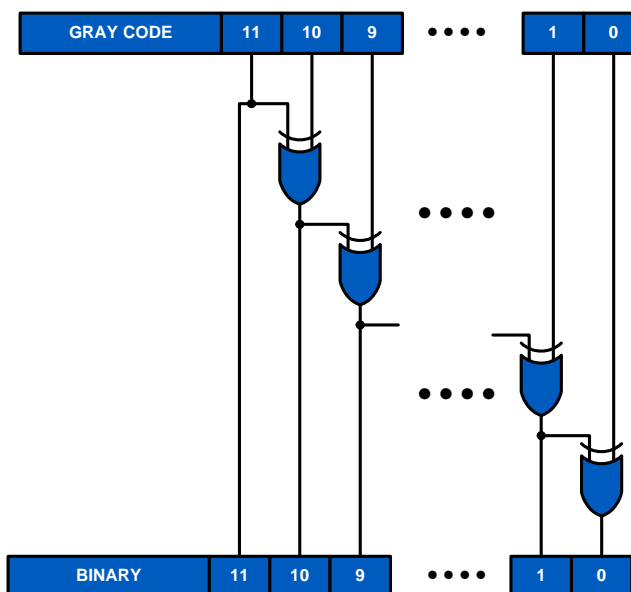 GRAY CODE 11 10 9 •••• 1 0
BINARY 11 10 9 •••• 1 0